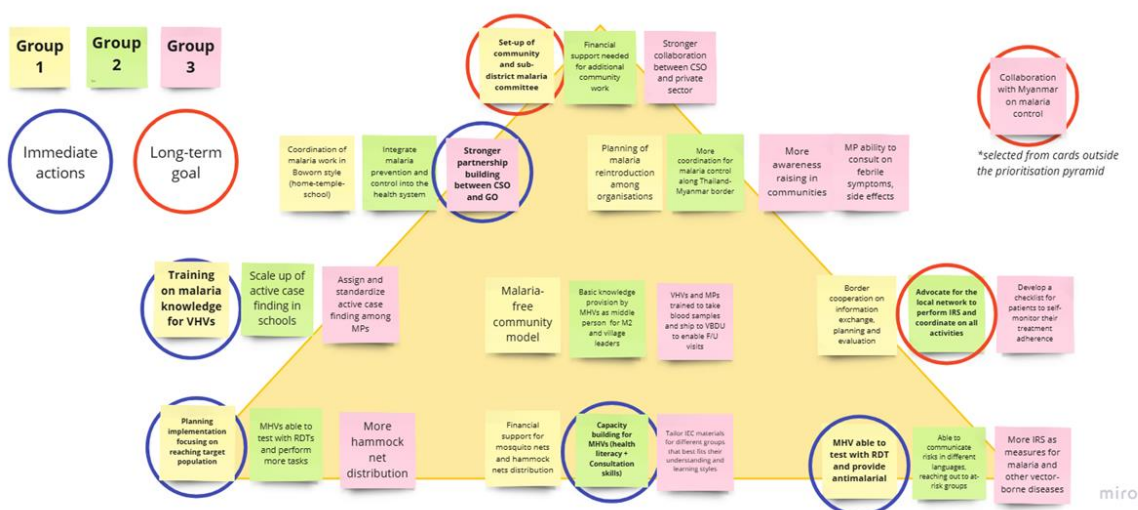 Group
1
Group
2
Group
3
Immediate
actions
Long-term
goal
Set-up of
community and
sub-
district malaria
committee
Financial
support needed
for additional
community
work
Stronger
collaboration
between CSO
and private
sector
Collaboration
with Myanmar
on malaria
control
*selected from cards outside
the prioritisation pyramid
Coordination of
malaria work in
Boworn style
(home-temple-
school)
Integrate
malaria
prevention and
control into the
health system
Stronger
partnership
building
between CSO
and GO
Planning of
malaria
reintroduction
among
organisations
More
coordination for
malaria control
along Thailand-
Myanmar border
More
awareness
raising in
communities
MP ability to
consult on
febrile
symptoms,
side effects
Training
on malaria
knowledge
for VHVs
Scale up of
active case
finding in
schools
Assign and
standardize
active case
finding among
MPs
Malaria-
free
community
model
Basic knowledge
provision by
MHVs as middle
person for M2 and
village leaders
VHVs and MPs
trained to take
blood samples
and ship to VBDU
to enable F/U
visits
Border
cooperation on
information
exchange,
planning and
evaluation
Advocate for the
local network to
perform IRS and
coordinate on all
activities
Develop a
checklist for
patients to self-
monitor their
treatment
adherence
Planning
implementation
focusing on
reaching target
population
MHVs able to
test with RDTs
and perform
more tasks
More
hammock
net
distribution
Financial
support for
mosquito nets
and hammock
nets distribution
Capacity
building for
MHVs (health
literacy +
Consultation
skills)
Tailor IEC materials
for different groups
that best fits their
understanding and
learning styles
MHV able to
test with RDT
and provide
antimalarial
Able to
communicate
risks in different
languages,
reaching out to at-
risk groups
More IRS as
measures for
malaria and
other vector-
borne diseases
miro